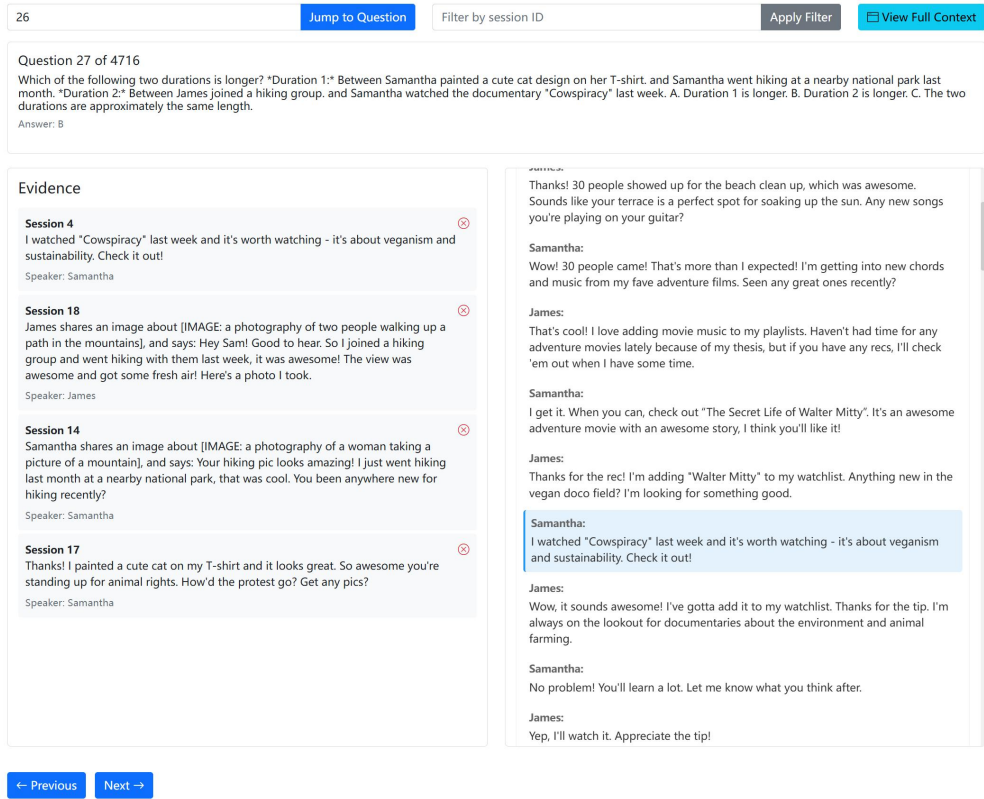 26
Jump to Question
Filter by session ID
Apply Filter
View Full Context
Question 27 of 4716
Which of the following two durations is longer? *Duration 1:* Between Samantha painted a cute cat design on her T-shirt. and Samantha went hiking at a nearby national park last
month. *Duration 2:* Between James joined a hiking group. and Samantha watched the documentary "Cowspiracy" last week. A. Duration 1 is longer. B. Duration 2 is longer. C. The two
durations are approximately the same length.
Answer: B
Evidence
Session 4
I watched "Cowspiracy" last week and it's worth watching - it's about veganism and
sustainability. Check it out!
Speaker: Samantha
Session 18
James shares an image about [IMAGE: a photography of two people walking up a
path in the mountains], and says: Hey Sam! Good to hear. So I joined a hiking
group and went hiking with them last week, it was awesome! The view was
awesome and got some fresh air! Here's a photo I took.
Speaker: James
Session 14
Samantha shares an image about [IMAGE: a photography of a woman taking a
picture of a mountain], and says: Your hiking pic looks amazing! I just went hiking
last month at a nearby national park, that was cool. You been anywhere new for
hiking recently?
Speaker: Samantha
Session 17
Thanks! I painted a cute cat on my T-shirt and it looks great. So awesome you're
standing up for animal rights. How'd the protest go? Get any pics?
Speaker: Samantha
James:
Thanks! 30 people showed up for the beach clean up, which was awesome.
Sounds like your terrace is a perfect spot for soaking up the sun. Any new songs
you're playing on your guitar?
Samantha:
Wow! 30 people came! That's more than I expected! I'm getting into new chords
and music from my fave adventure films. Seen any great ones recently?
James:
That's cool! I love adding movie music to my playlists. Haven't had time for any
adventure movies lately because of my thesis, but if you have any recs, I'll check
'em out when I have some time.
Samantha:
I get it. When you can, check out “The Secret Life of Walter Mitty”. It's an awesome
adventure movie with an awesome story, I think you'll like it!
James:
Thanks for the rec! I'm adding "Walter Mitty" to my watchlist. Anything new in the
vegan doco field? I'm looking for something good.
Samantha:
I watched "Cowspiracy" last week and it's worth watching - it's about veganism
and sustainability. Check it out!
James:
Wow, it sounds awesome! I've gotta add it to my watchlist. Thanks for the tip. I'm
always on the lookout for documentaries about the environment and animal
farming.
Samantha:
No problem! You'll learn a lot. Let me know what you think after.
James:
Yep, I'll watch it. Appreciate the tip!
← Previous
Next →